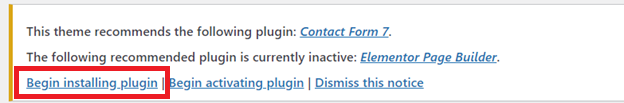 This theme recommends the following plugin: Contact Form 7.
The following recommended plugin is currently inactive: Elementor Page Builder.
Begin installing plugin | Begin activating plugin | Dismiss this notice